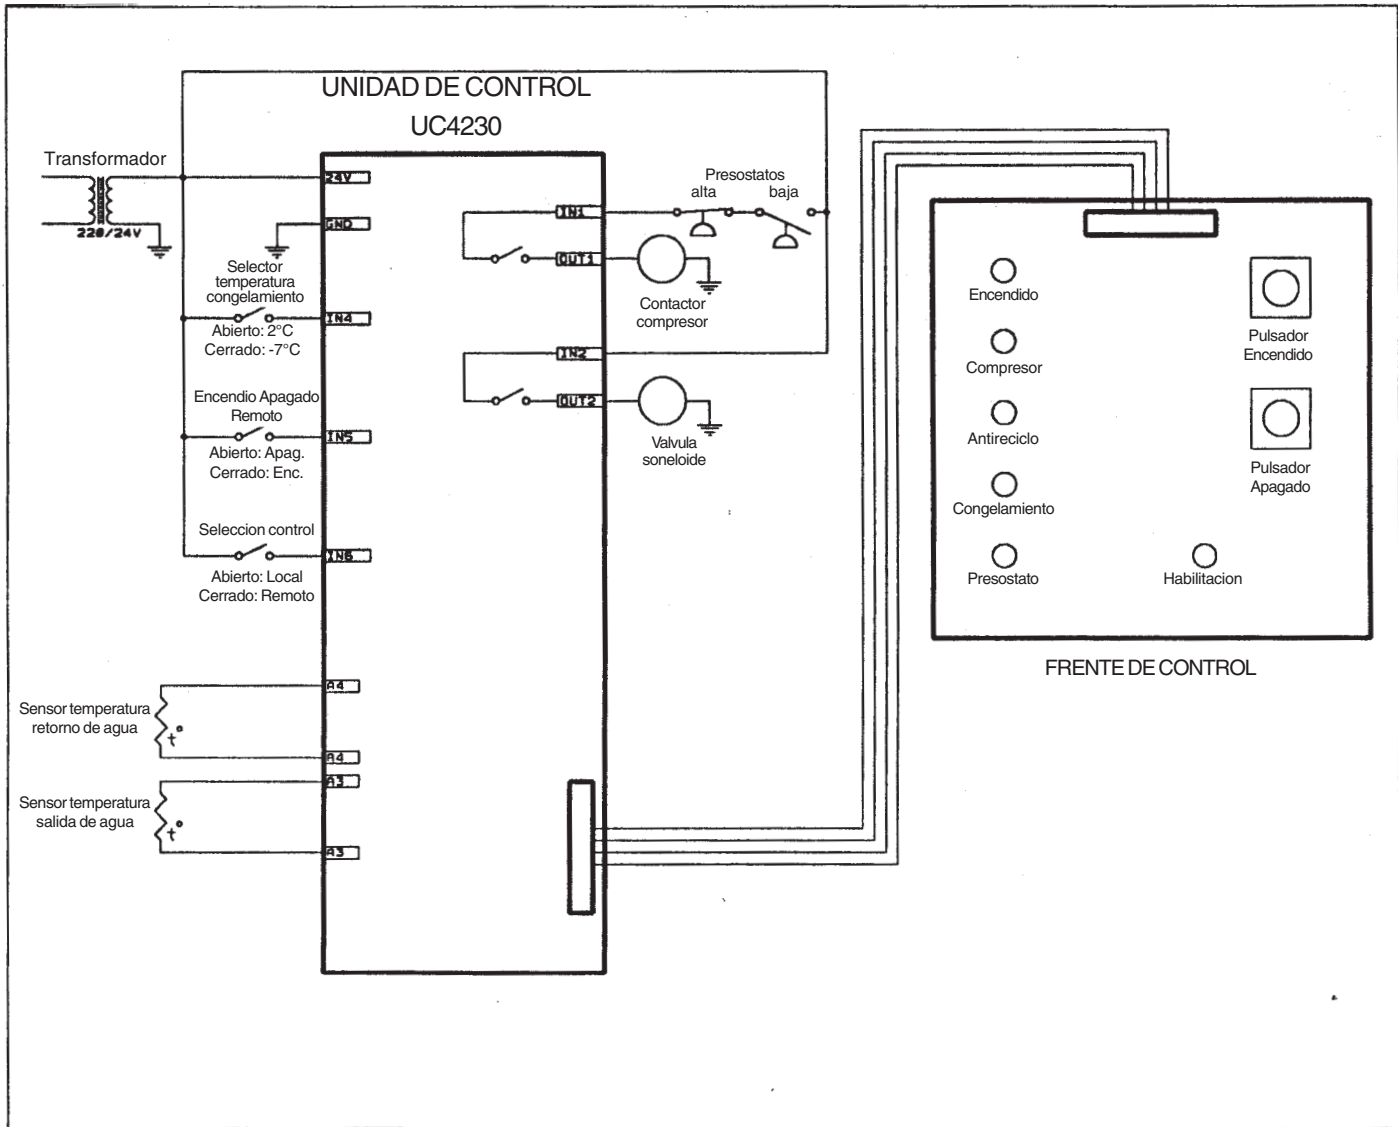 UNIDAD DE CONTROL
UC4230
Transformador
220/24V
24V
GND
Selector
temperatura
congelamiento
Abierto: 2°C
Cerrado: -7°C
IN4
Encendio Apagado
Remoto
Abierto: Apag.
Cerrado: Enc.
IN5
Seleccion control
Abierto: Local
Cerrado: Remoto
IN6
Sensor temperatura
retorno de agua
t°
A4
A4
Sensor temperatura
salida de agua
t°
A3
A3
IN1
OUT1
Presostatos
alta baja
Contactor
compresor
IN2
OUT2
Valvula
soneloide
Encendido
Compresor
Antireciclo
Congelamiento
Presostato
Pulsador
Encendido
Pulsador
Apagado
Habilitacion
FRENTE DE CONTROL